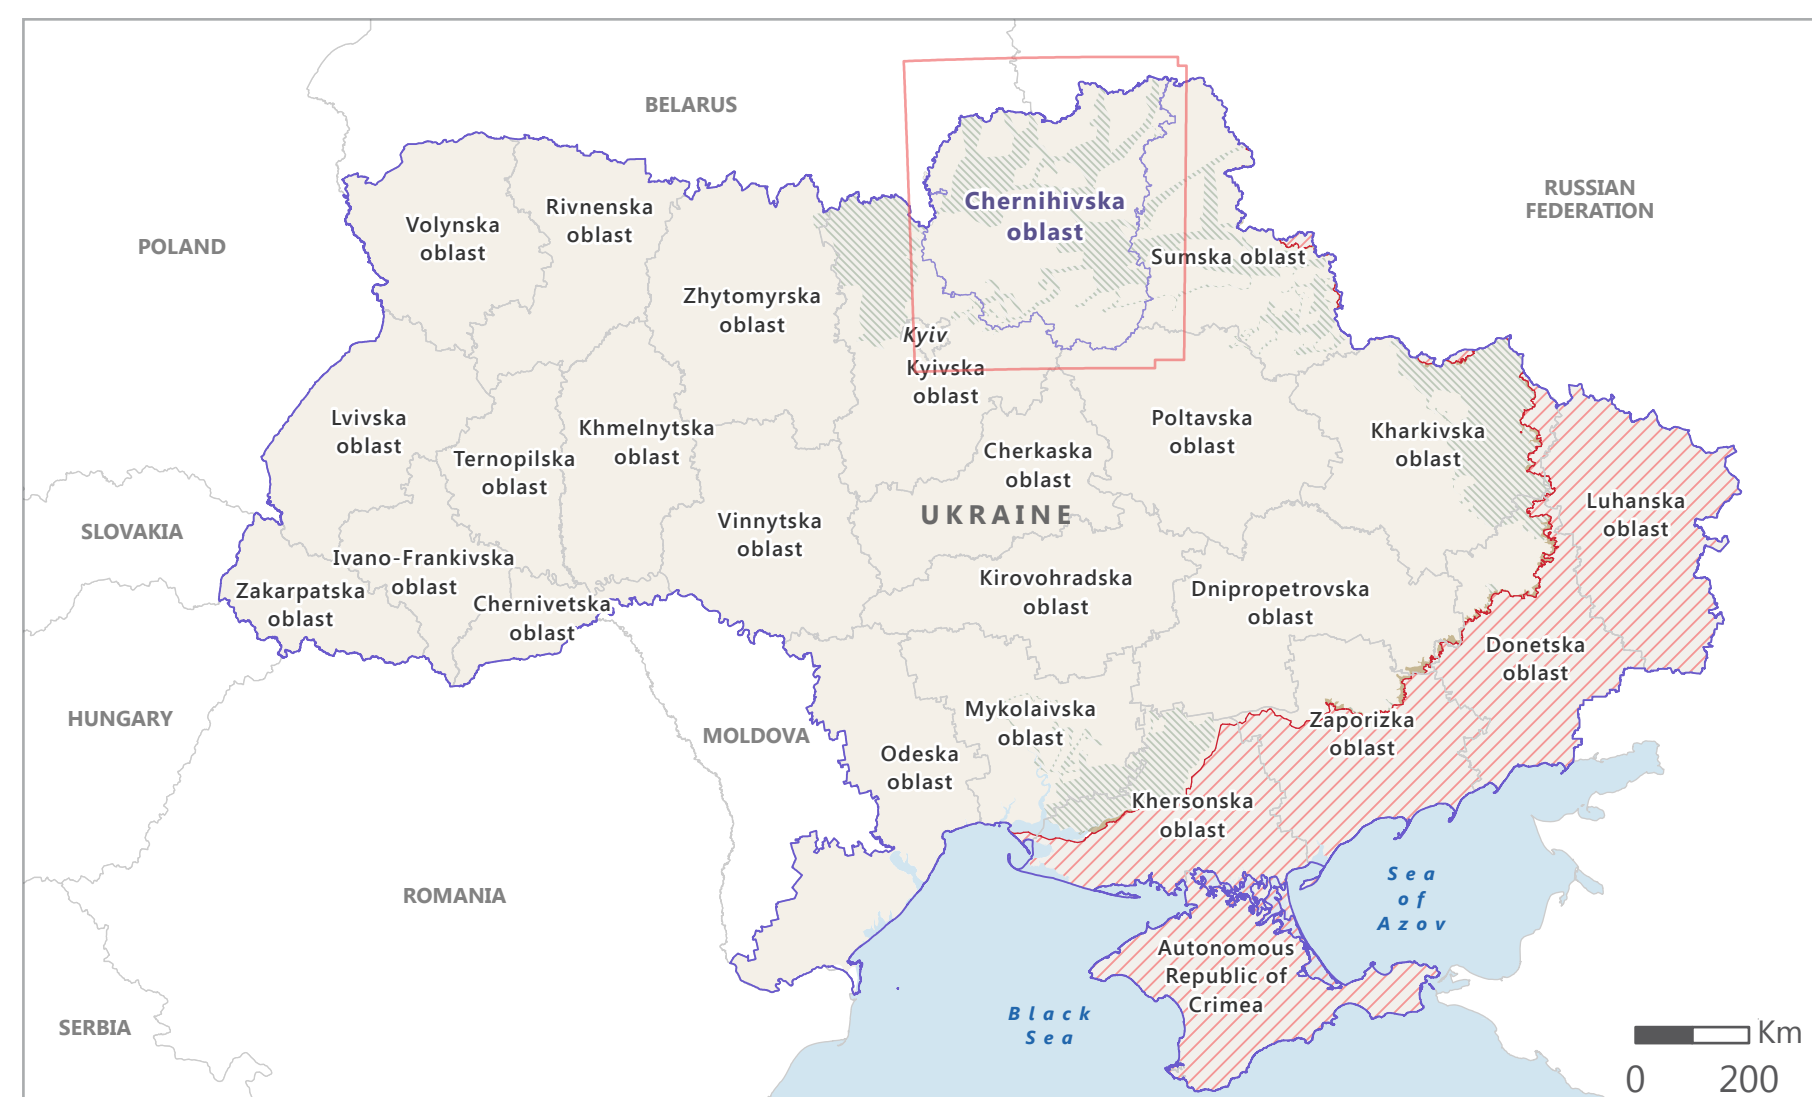 BELARUS
RUSSIAN
FEDERATION
POLAND
Volynska
oblast
Rivnenska
oblast
Chernihivska
oblast
Sumska oblast
Zhytomyrska
oblast
Kyiv
Kyivska
oblast
Lvivska
oblast
Ternopilska
oblast
Khmelnytska
oblast
Cherkaska
oblast
Poltavska
oblast
Kharkivska
oblast
Luhanska
oblast
SLOVAKIA
UKRAINE
Vinnytska
oblast
Ivano-Frankivska
oblast
Zakarpatska
oblast
Chernivetska
oblast
Kirovohradska
oblast
Dnipropetrovska
oblast
Donetska
oblast
HUNGARY
MOLDOVA
Mykolaivska
oblast
Odeska
oblast
Zaporizka
oblast
Khersonska
oblast
ROMANIA
Sea
of
Azov
Autonomous
Republic of
Crimea
Black
Sea
SERBIA
Km
0 200